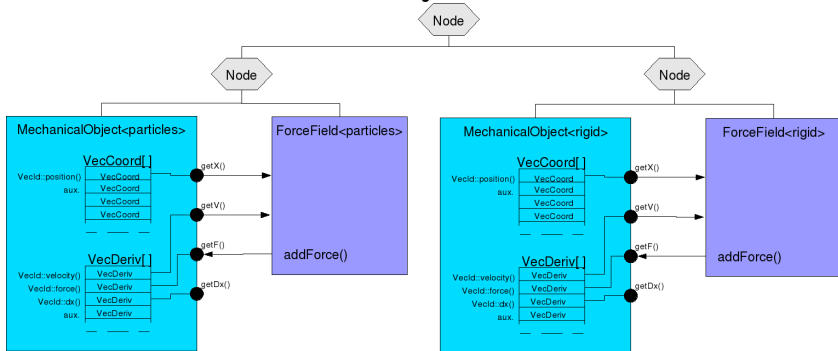 Node
Node
Node
MechanicalObject<particles>
VecCoord[ ]
VecId::position()
VecCoord
aux.
VecCoord
VecCoord
VecCoord
VecDeriv[ ]
VecId::velocity()
VecDeriv
VecId::force()
VecDeriv
VecId::dx()
VecDeriv
aux.
VecDeriv
getX()
getV()
getF()
getDx()
ForceField<particles>
addForce()
MechanicalObject<rigid>
VecCoord[ ]
VecId::position()
VecCoord
aux.
VecCoord
VecCoord
VecCoord
VecDeriv[ ]
VecId::velocity()
VecDeriv
VecId::force()
VecDeriv
VecId::dx()
VecDeriv
aux.
VecDeriv
getX()
getV()
getF()
getDx()
ForceField<rigid>
addForce()